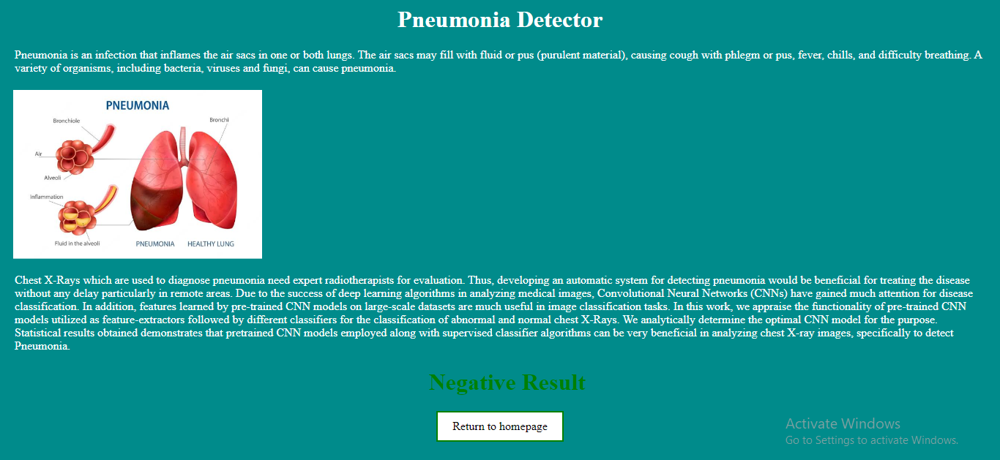 Pneumonia Detector
Pneumonia is an infection that inflames the air sacs in one or both lungs. The air sacs may fill with fluid or pus (purulent material), causing cough with phlegm or pus, fever, chills, and difficulty breathing. A
variety of organisms, including bacteria, viruses and fungi, can cause pneumonia.
PNEUMONIA
Bronchiole
Bronchi
Air
Alveoli
Inflammation
Fluid in the alveoli
PNEUMONIA
HEALTHY LUNG
Chest X-Rays which are used to diagnose pneumonia need expert radiotherapists for evaluation. Thus, developing an automatic system for detecting pneumonia would be beneficial for treating the disease
without any delay particularly in remote areas. Due to the success of deep learning algorithms in analyzing medical images, Convolutional Neural Networks (CNNs) have gained much attention for disease
classification. In addition, features learned by pre-trained CNN models on large-scale datasets are much useful in image classification tasks. In this work, we appraise the functionality of pre-trained CNN
models utilized as feature-extractors followed by different classifiers for the classification of abnormal and normal chest X-Rays. We analytically determine the optimal CNN model for the purpose.
Statistical results obtained demonstrates that pretrained CNN models employed along with supervised classifier algorithms can be very beneficial in analyzing chest X-ray images, specifically to detect
Pneumonia.
Negative Result
Return to homepage
Activate Windows
Go to Settings to activate Windows.